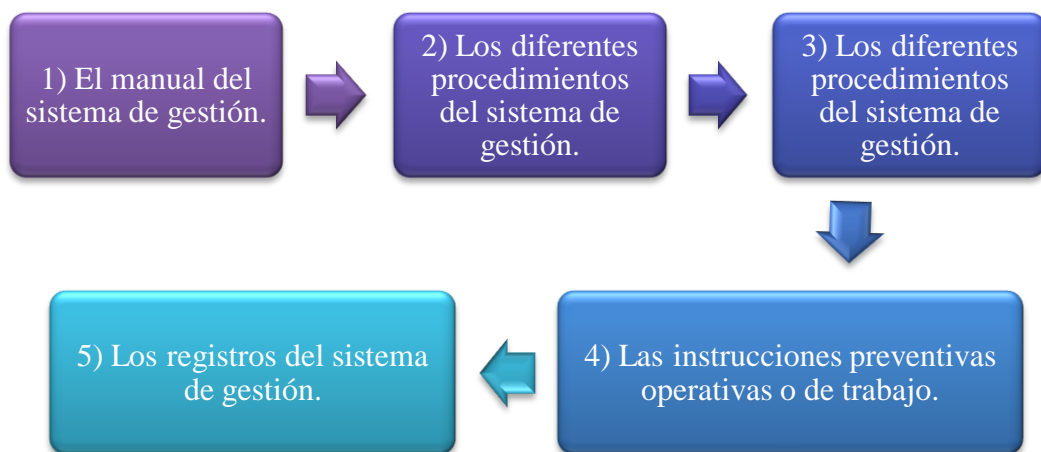 1) El manual del
sistema de gestión.
2) Los diferentes
procedimientos
del sistema de
gestión.
3) Los diferentes
procedimientos
del sistema de
gestión.
4) Las instrucciones preventivas
operativas o de trabajo.
5) Los registros del sistema
de gestión.